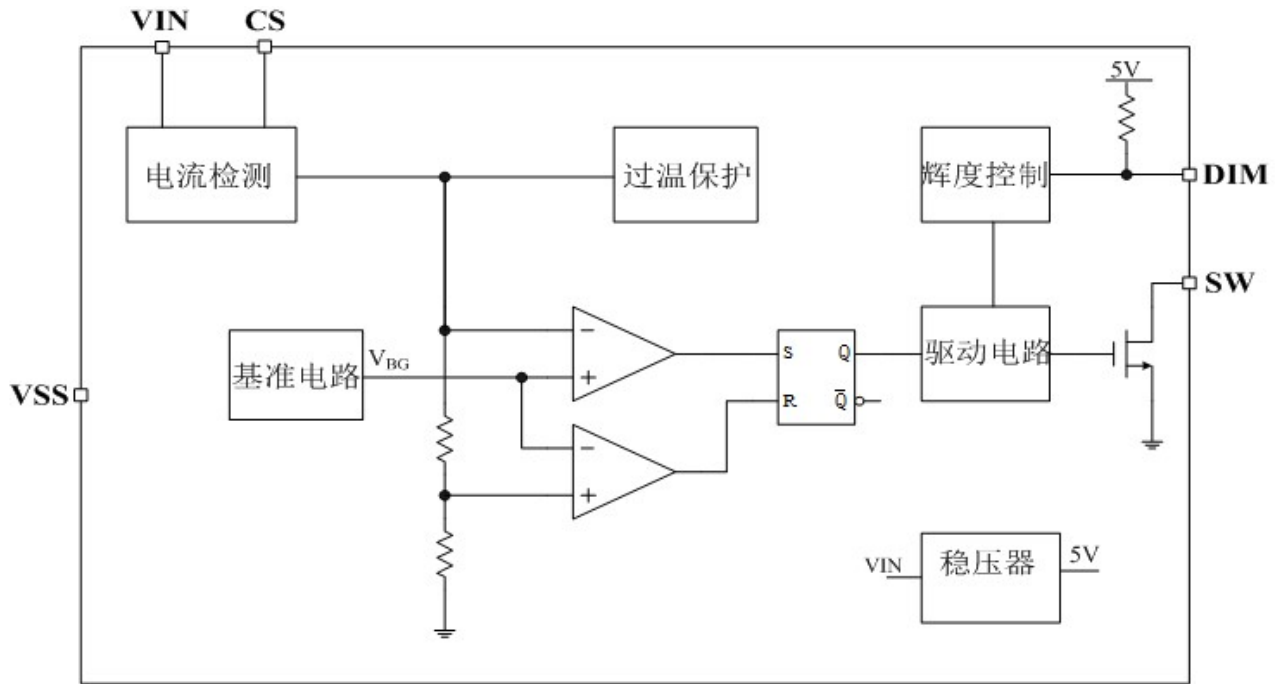 VIN CS
5V
电流检测
过温保护
辉度控制
DIM
SW
基准电路
V_BG
驱动电路
VSS
−
+
S Q
R Q̅
−
+
VIN
稳压器
5V